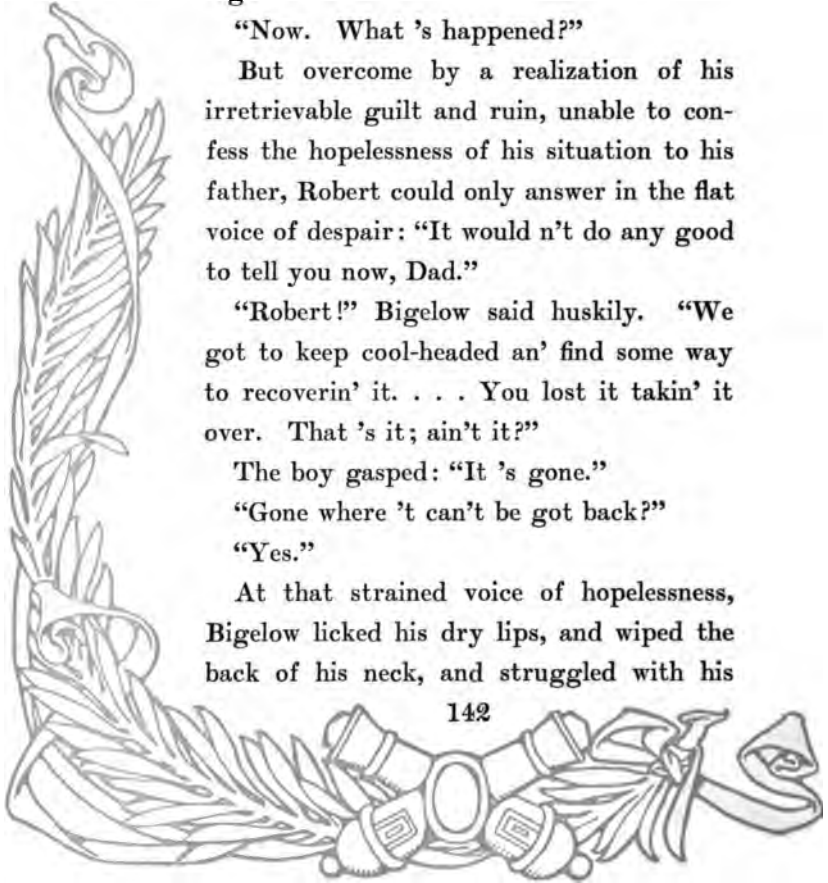 “Now. What ’s happened?”
But overcome by a realization of his
irretrievable guilt and ruin, unable to con-
fess the hopelessness of his situation to his
father, Robert could only answer in the flat
voice of despair: “It would n’t do any good
to tell you now, Dad.”
“Robert!” Bigelow said huskily. “We
got to keep cool-headed an’ find some way
to recoverin’ it. . . . You lost it takin’ it
over. That ’s it; ain’t it?”
The boy gasped: “It ’s gone.”
“Gone where ’t can’t be got back?”
“Yes.”
At that strained voice of hopelessness,
Bigelow licked his dry lips, and wiped the
back of his neck, and struggled with his
142